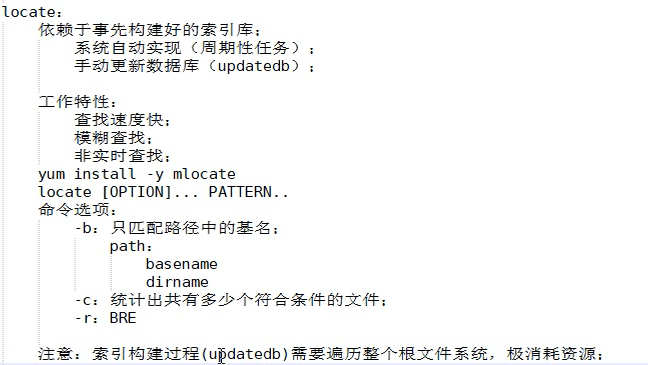 locate：
依赖于事先构建好的索引库；
系统自动实现（周期性任务）；
手动更新数据库（updatedb）；
工作特性：
查找速度快；
模糊查找；
非实时查找；
yum install -y mlocate
locate [OPTION]... PATTERN..
命令选项：
-b：只匹配路径中的基名；
path：
basename
dirname
-c：统计出共有多少个符合条件的文件；
-r：BRE
注意：索引构建过程(updatedb)需要遍历整个根文件系统，极消耗资源；